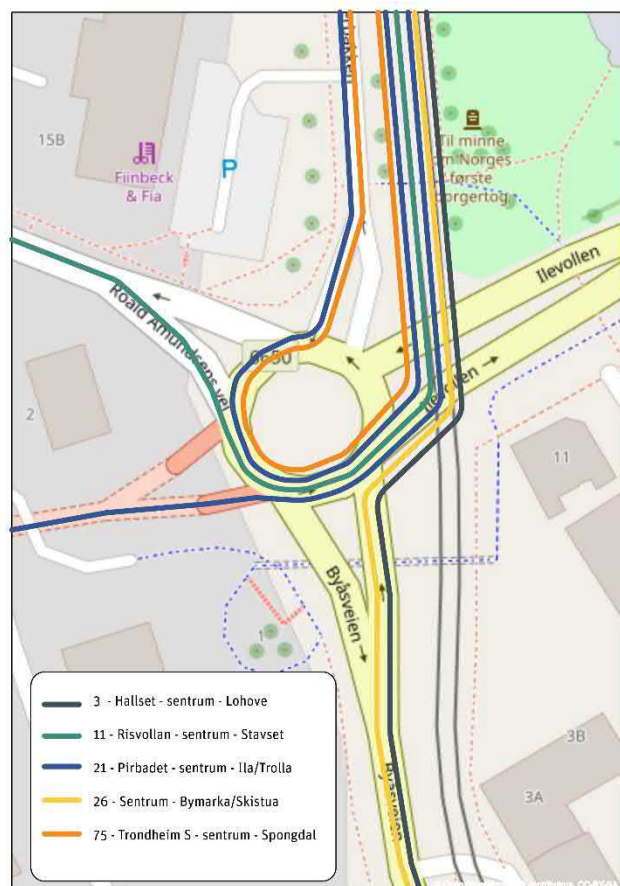 15B
Fiinbeck
& Fia
P
Til minne
om Norges
første
borgertog
Ilevollen
Roald Amundsens vei
2
11
Byåsveien
1
3B
3A
Byåsveien
3 - Hallset - sentrum - Lohove
11 - Risvollan - sentrum - Stavset
21 - Pirbadet - sentrum - Ila/Trolla
26 - Sentrum - Bymarka/Skistua
75 - Trondheim S - sentrum - Spongdal